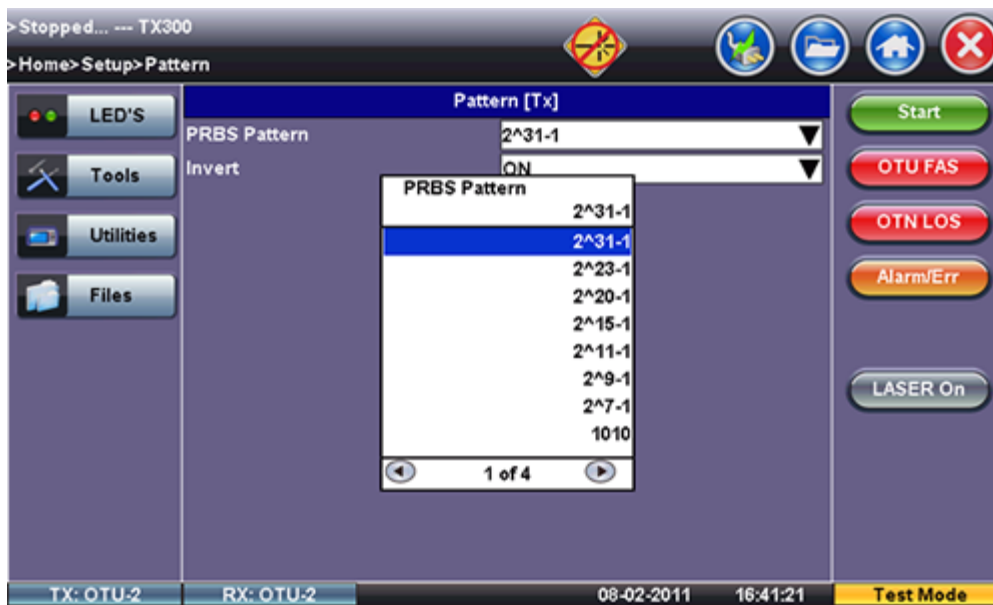 >Stopped... --- TX300
>Home>Setup>Pattern
LED'S
Tools
Utilities
Files
Pattern [Tx]
PRBS Pattern 2^31-1
Invert ON
PRBS Pattern
2^31-1
2^31-1
2^23-1
2^20-1
2^15-1
2^11-1
2^9-1
2^7-1
1010
1 of 4
Start
OTU FAS
OTN LOS
Alarm/Err
LASER On
TX: OTU-2 RX: OTU-2 08-02-2011 16:41:21 Test Mode